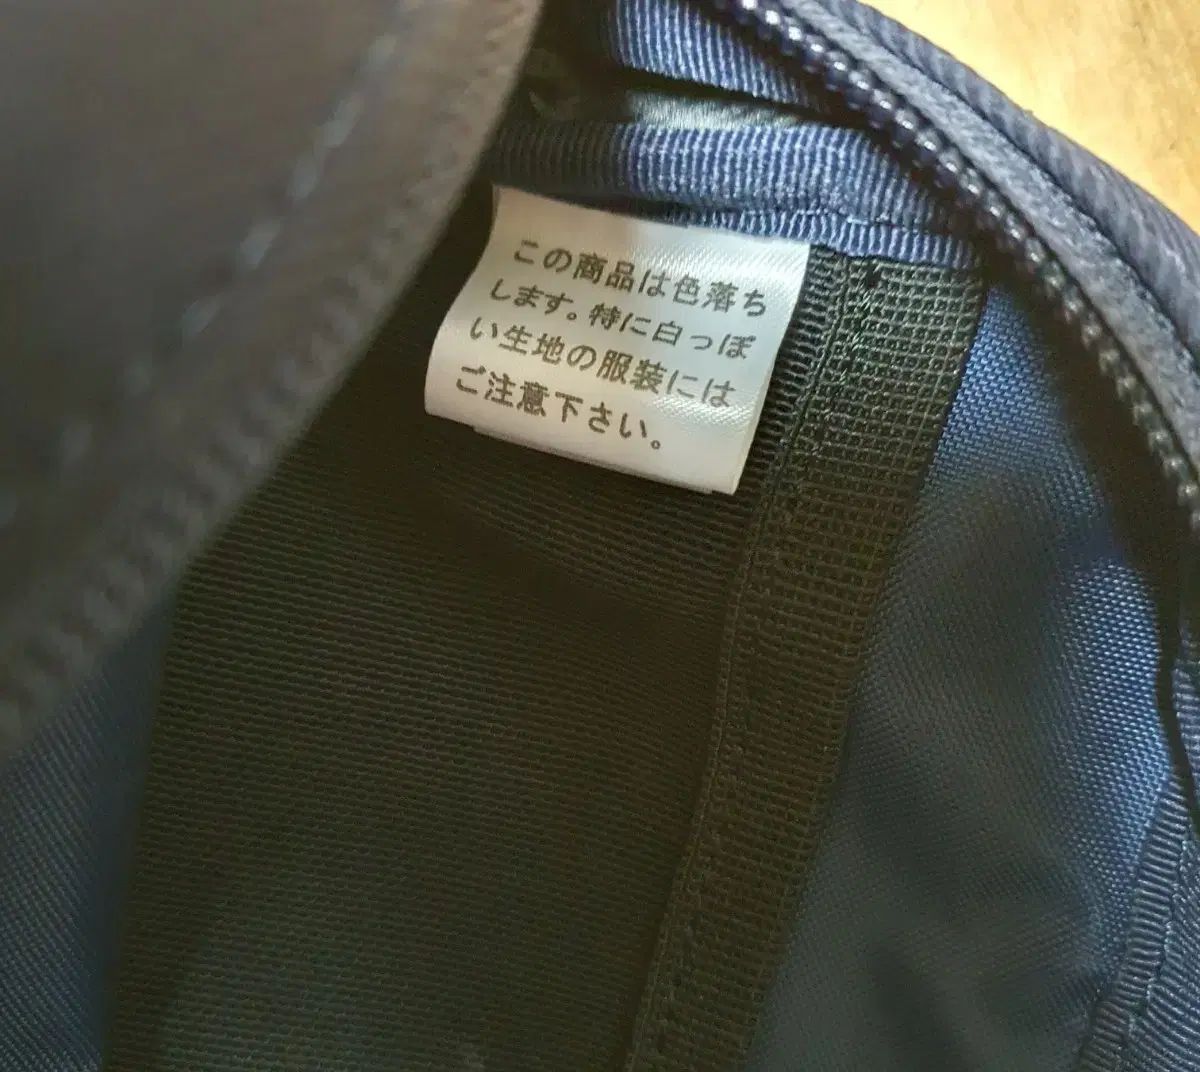 この商品は色落ち
します。特に白っぽ
い生地の服装には
ご注意下さい。